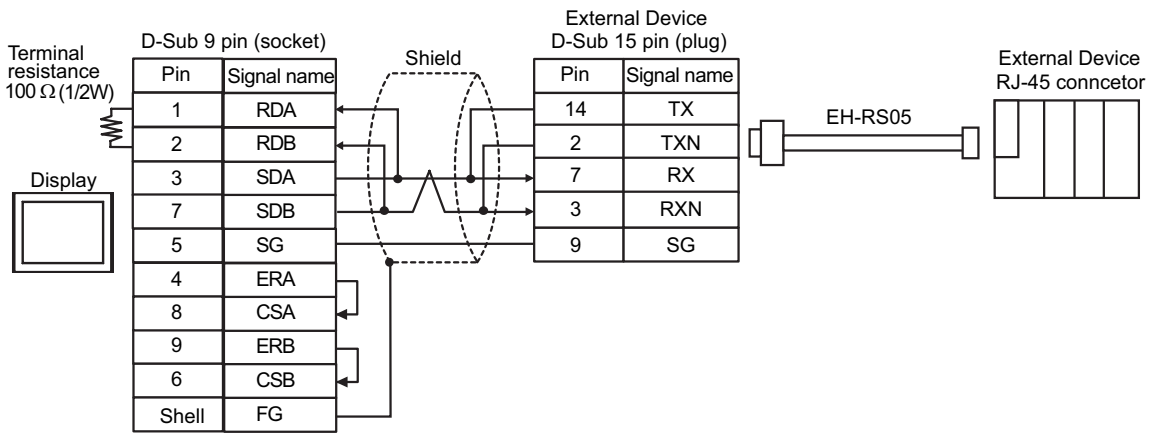 Terminal
resistance
100 Ω (1/2W)
Display
D-Sub 9 pin (socket)
Pin Signal name
1 RDA
2 RDB
3 SDA
7 SDB
5 SG
4 ERA
8 CSA
9 ERB
6 CSB
Shell FG
Shield
External Device
D-Sub 15 pin (plug)
Pin Signal name
14 TX
2 TXN
7 RX
3 RXN
9 SG
EH-RS05
External Device
RJ-45 conncetor